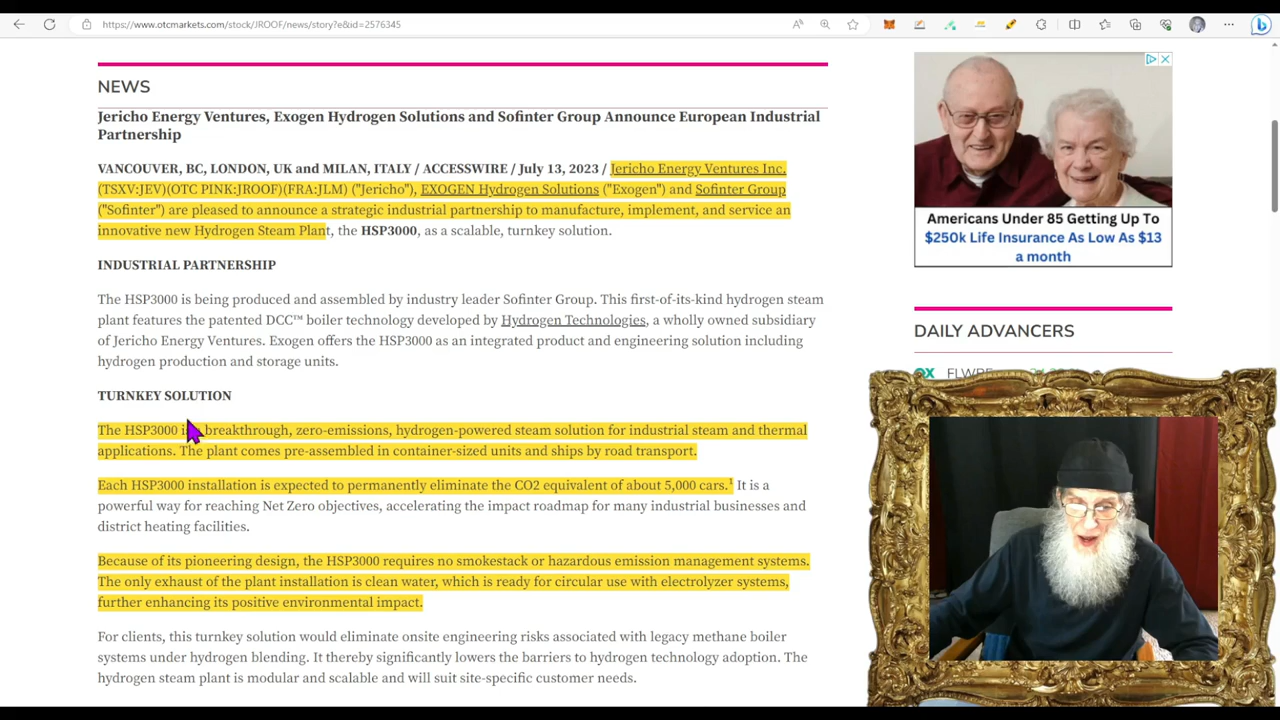 https://www.otcmarkets.com/stock/JROOF/news/story?e&id=2576345
NEWS
Jericho Energy Ventures, Exogen Hydrogen Solutions and Sofinter Group Announce European Industrial
Partnership
VANCOUVER, BC, LONDON, UK and MILAN, ITALY / ACCESSWIRE / July 13, 2023 / Jericho Energy Ventures Inc.
(TSXV:JEV)(OTC PINK:JROOF)(FRA:JLM) ("Jericho"), EXOGEN Hydrogen Solutions ("Exogen") and Sofinter Group
("Sofinter") are pleased to announce a strategic industrial partnership to manufacture, implement, and service an
innovative new Hydrogen Steam Plant, the HSP3000, as a scalable, turnkey solution.
INDUSTRIAL PARTNERSHIP
The HSP3000 is being produced and assembled by industry leader Sofinter Group. This first-of-its-kind hydrogen steam
plant features the patented DCC™ boiler technology developed by Hydrogen Technologies, a wholly owned subsidiary
of Jericho Energy Ventures. Exogen offers the HSP3000 as an integrated product and engineering solution including
hydrogen production and storage units.
TURNKEY SOLUTION
The HSP3000 is breakthrough, zero-emissions, hydrogen-powered steam solution for industrial steam and thermal
applications. The plant comes pre-assembled in container-sized units and ships by road transport.
Each HSP3000 installation is expected to permanently eliminate the CO2 equivalent of about 5,000 cars.¹ It is a
powerful way for reaching Net Zero objectives, accelerating the impact roadmap for many industrial businesses and
district heating facilities.
Because of its pioneering design, the HSP3000 requires no smokestack or hazardous emission management systems.
The only exhaust of the plant installation is clean water, which is ready for circular use with electrolyzer systems,
further enhancing its positive environmental impact.
For clients, this turnkey solution would eliminate onsite engineering risks associated with legacy methane boiler
systems under hydrogen blending. It thereby significantly lowers the barriers to hydrogen technology adoption. The
hydrogen steam plant is modular and scalable and will suit site-specific customer needs.
Americans Under 85 Getting Up To
$250k Life Insurance As Low As $13
a month
DAILY ADVANCERS